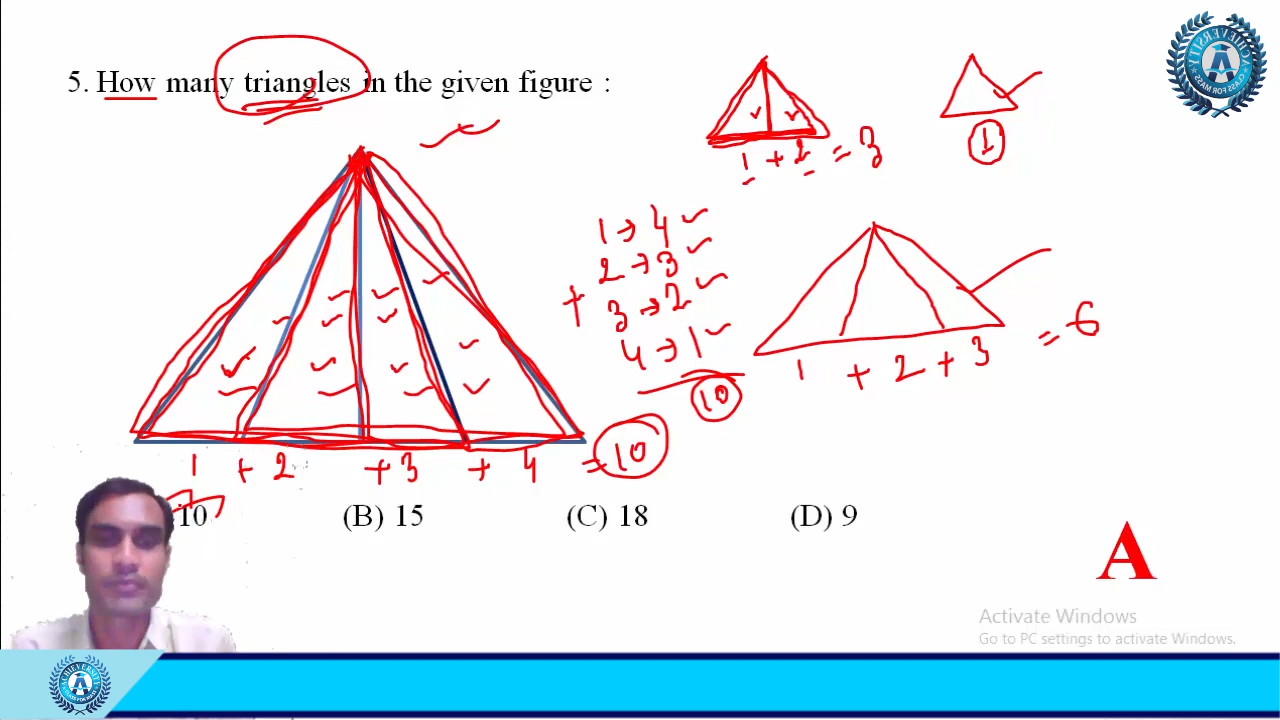 5. How many triangles in the given figure :
1 + 2 = 3
1
1 → 4
2 → 3
+ 3 → 2
4 → 1
10
1 + 2 + 3 = 6
1 + 2 + 3 + 4 = 10
10 (B) 15 (C) 18 (D) 9
A
Activate Windows
Go to PC settings to activate Windows.